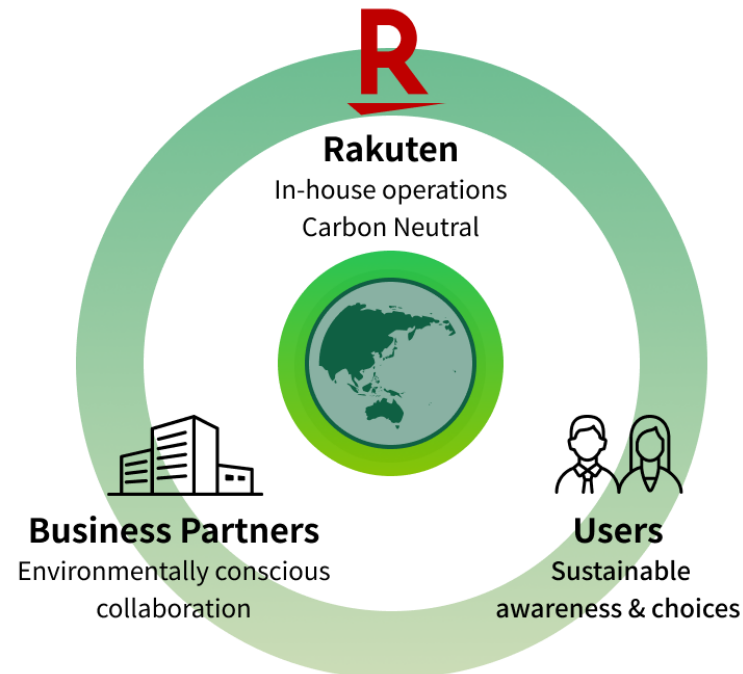 R
Rakuten
In-house operations
Carbon Neutral
Business Partners
Environmentally conscious
collaboration
Users
Sustainable
awareness & choices